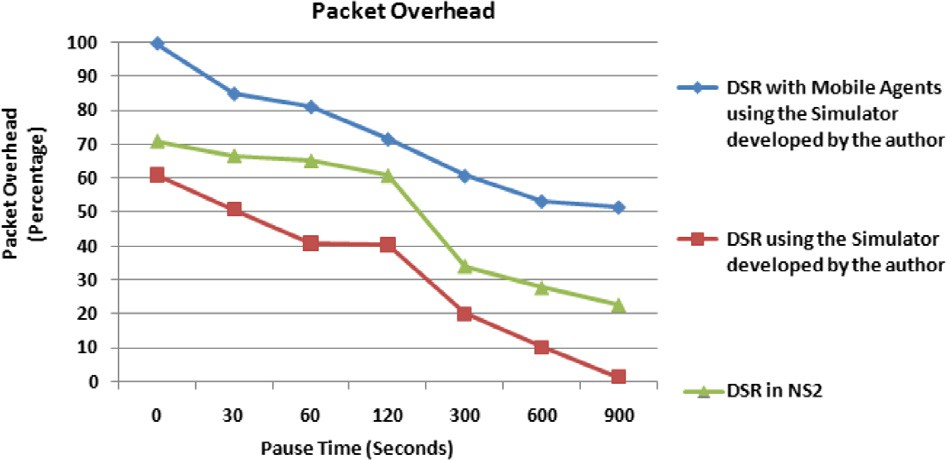 Packet Overhead
100
90
80
70
60
50
40
30
20
10
0
Packet Overhead
(Percentage)
0 30 60 120 300 600 900
Pause Time (Seconds)
DSR with Mobile Agents
using the Simulator
developed by the author
DSR using the Simulator
developed by the author
DSR in NS2